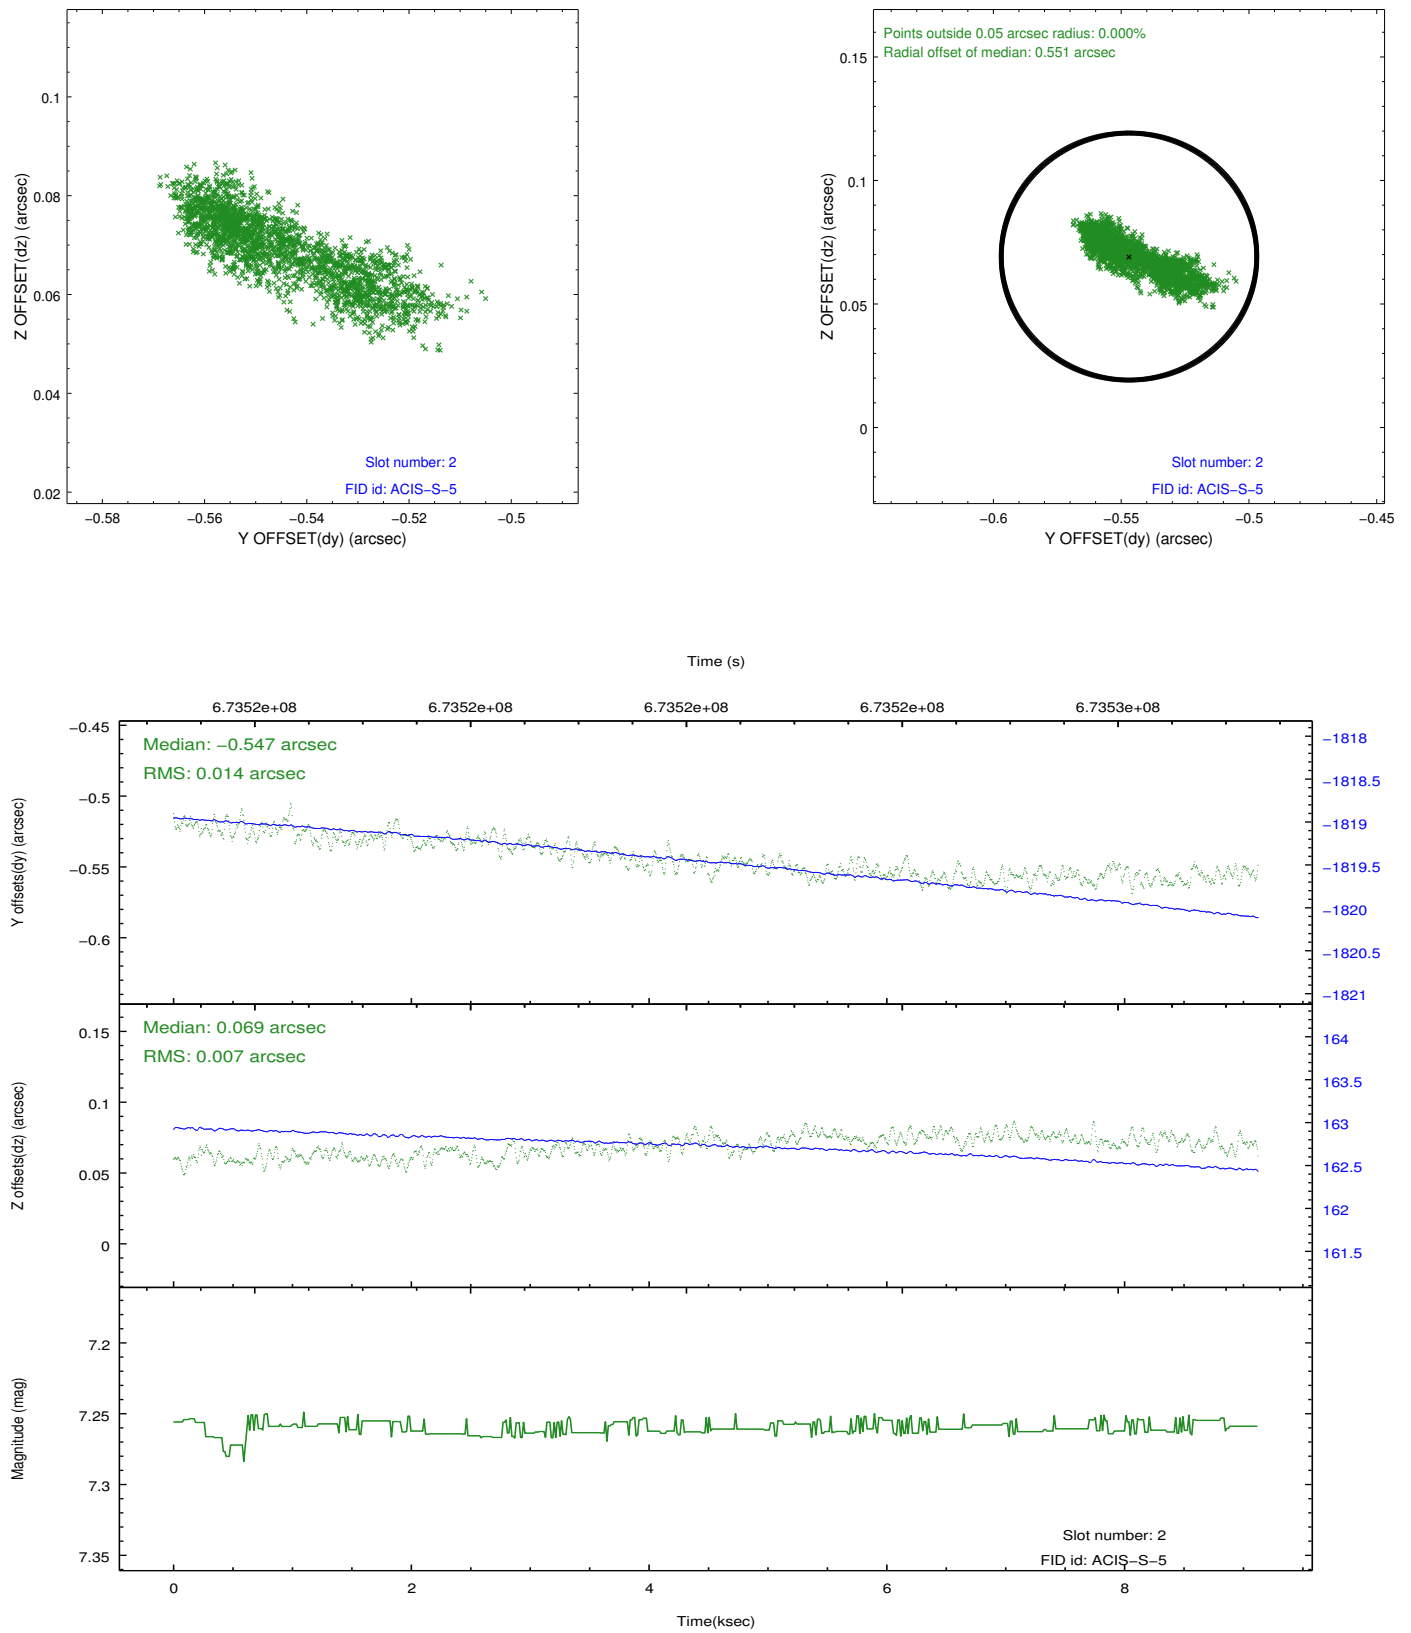 0.1
0.08
0.06
0.04
0.02
Z OFFSET(dz) (arcsec)
−0.58 −0.56 −0.54 −0.52 −0.5
Y OFFSET(dy) (arcsec)
Slot number: 2
FID id: ACIS−S−5
Points outside 0.05 arcsec radius: 0.000%
Radial offset of median: 0.551 arcsec
0.15
0.1
0.05
0
Z OFFSET(dz) (arcsec)
Slot number: 2
FID id: ACIS−S−5
−0.6 −0.55 −0.5 −0.45
Y OFFSET(dy) (arcsec)
Time (s)
6.7352e+08 6.7352e+08 6.7352e+08 6.7352e+08 6.7353e+08
Median: −0.547 arcsec
RMS: 0.014 arcsec
−0.45
−0.5
−0.55
−0.6
Y offsets(dy) (arcsec)
−1818
−1818.5
−1819
−1819.5
−1820
−1820.5
−1821
Median: 0.069 arcsec
RMS: 0.007 arcsec
0.15
0.1
0.05
0
Z offsets(dz) (arcsec)
164
163.5
163
162.5
162
161.5
7.2
7.25
7.3
7.35
Magnitude (mag)
Slot number: 2
FID id: ACIS−S−5
0 2 4 6 8
Time(ksec)